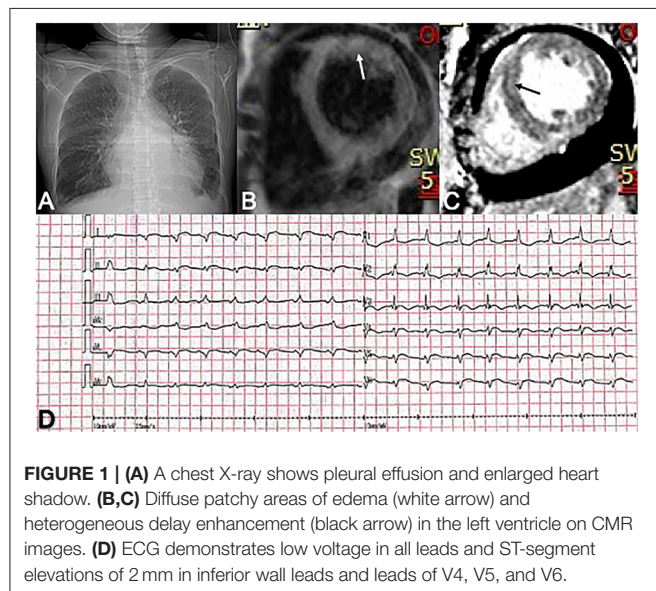 A
B
SW
5
C
SW
5
D
FIGURE 1 | (A) A chest X-ray shows pleural effusion and enlarged heart
shadow. (B,C) Diffuse patchy areas of edema (white arrow) and
heterogeneous delay enhancement (black arrow) in the left ventricle on CMR
images. (D) ECG demonstrates low voltage in all leads and ST-segment
elevations of 2 mm in inferior wall leads and leads of V4, V5, and V6.